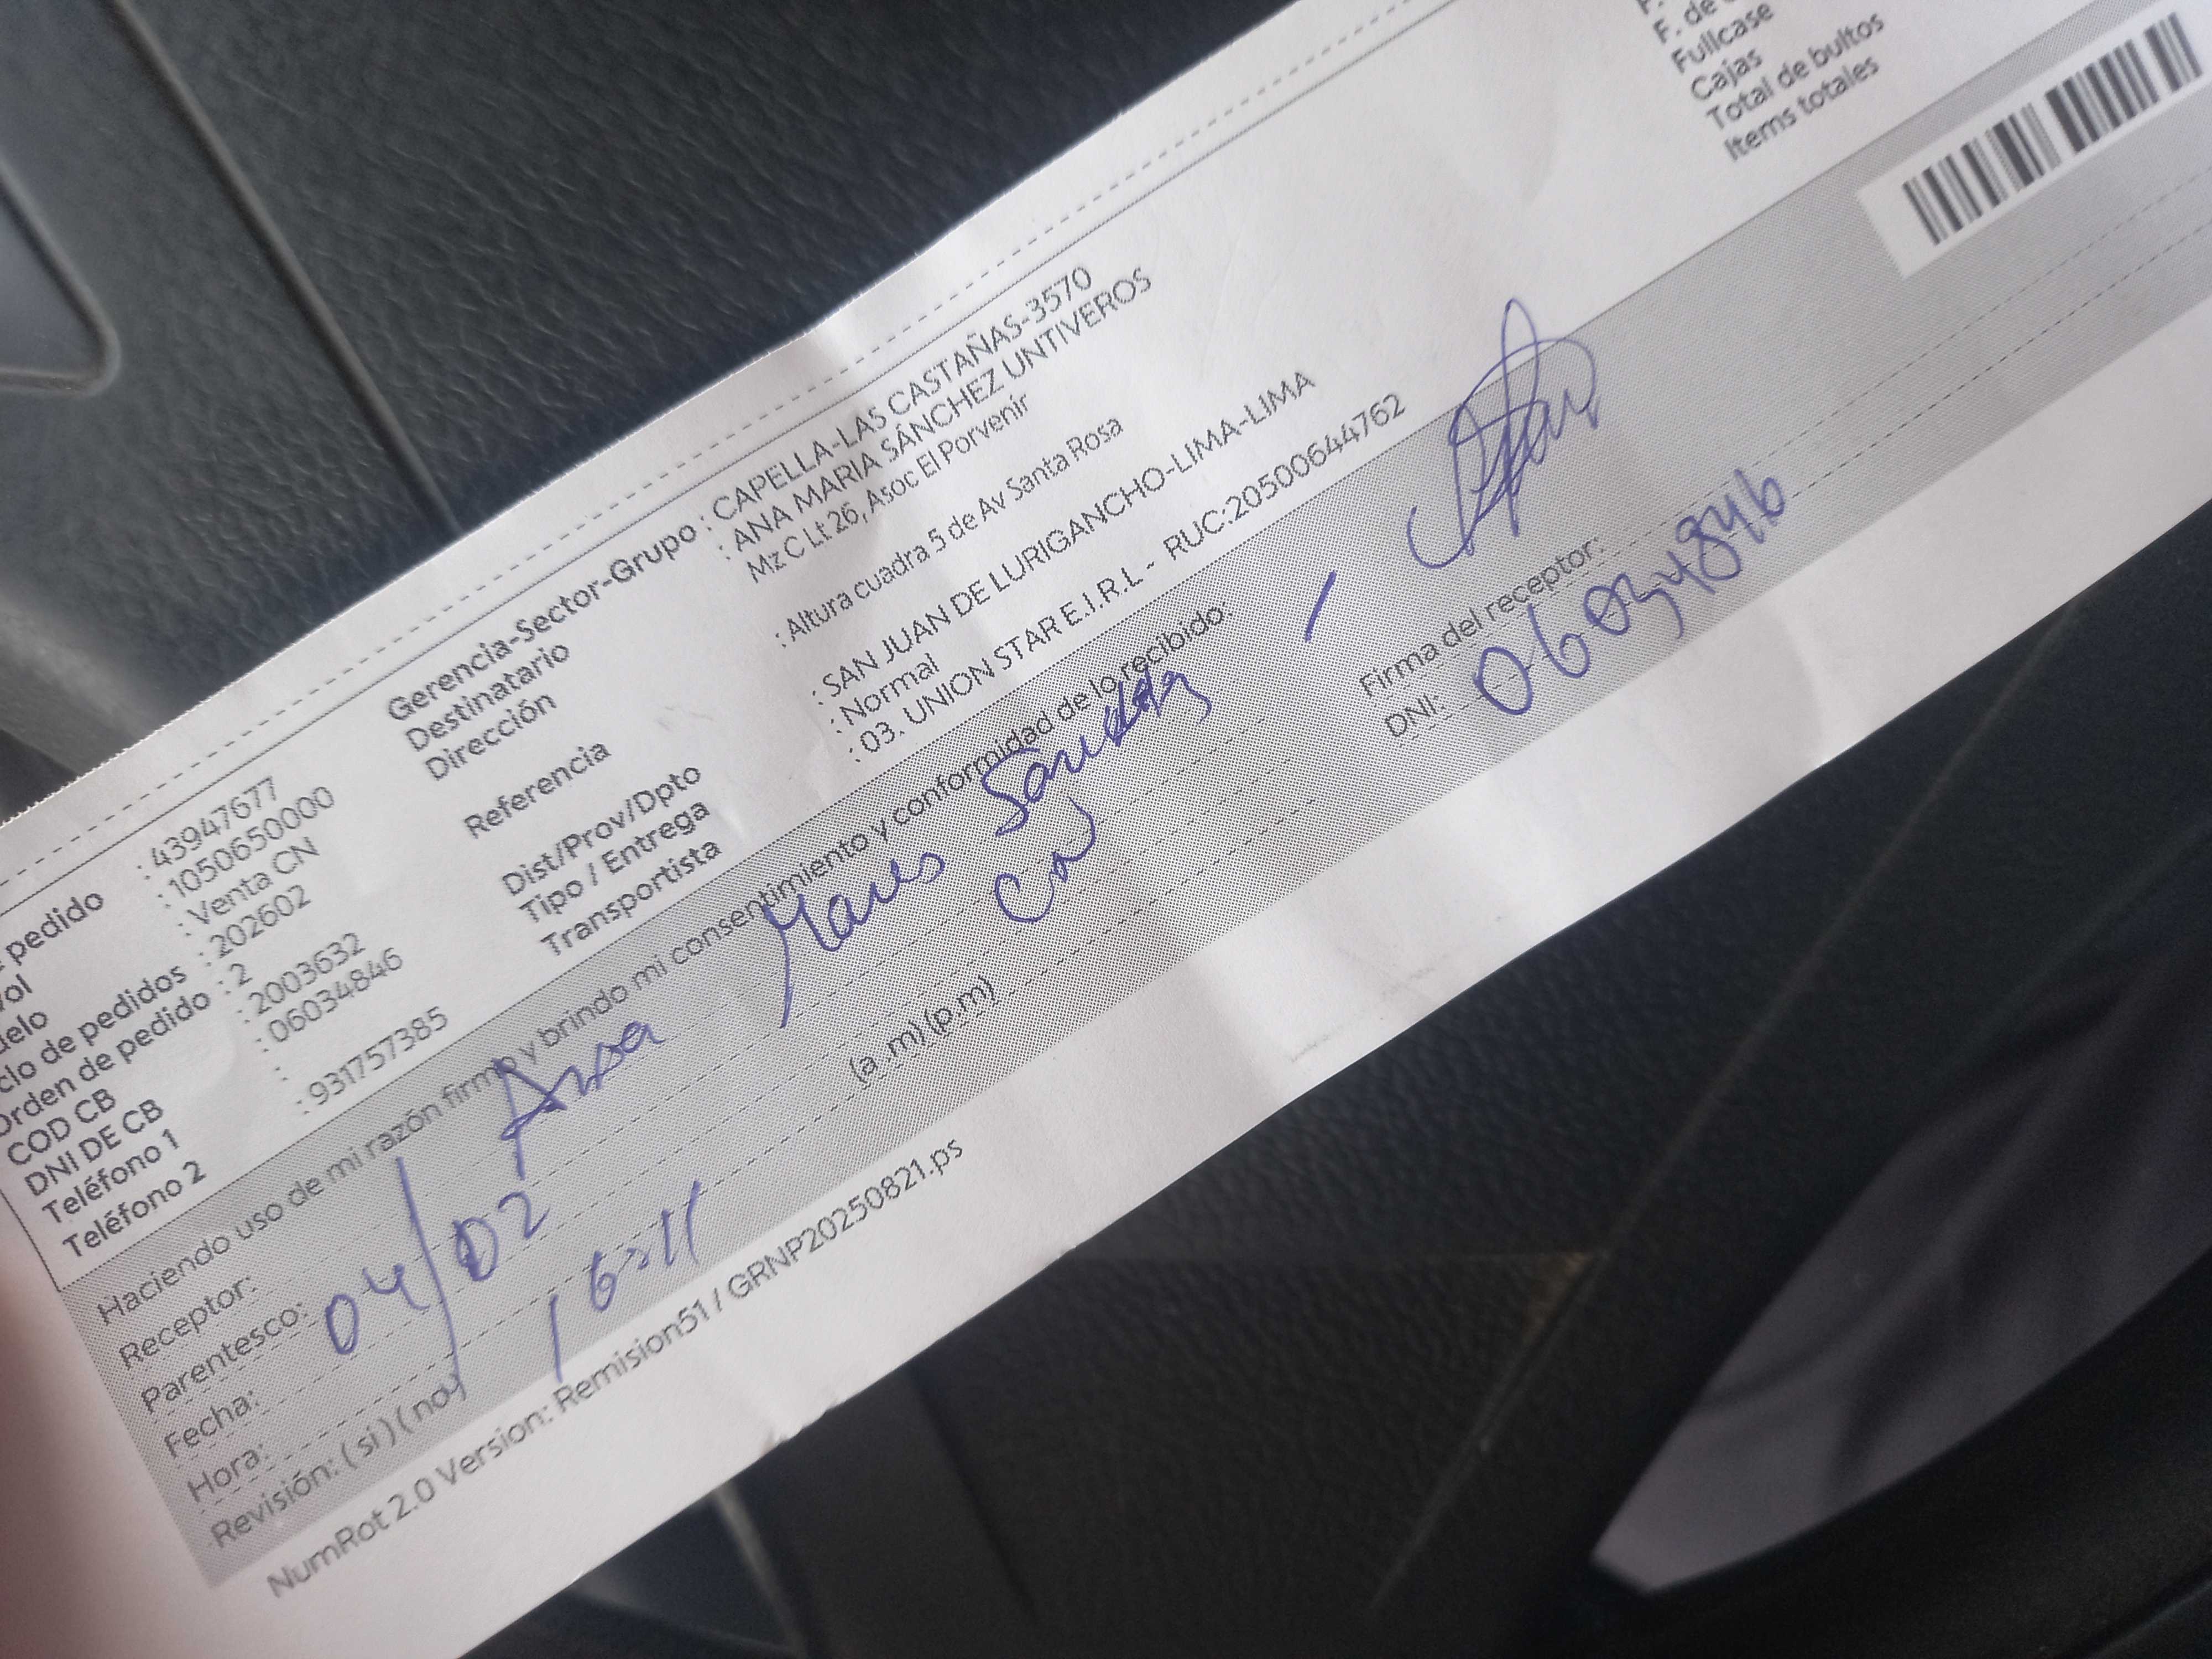 F. de
Fullcase
Cajas
Total de bultos
Items totales
pedido : 43947677
: 1050650000
: Venta CN
clo de pedidos : 202602
Orden de pedido : 2
COD CB : 2003632
DNI DE CB : 06034846
Teléfono 1 :
Teléfono 2 : 931757385
Gerencia-Sector-Grupo : CAPELLA-LAS CASTAÑAS-3570
Destinatario : ANA MARIA SÁNCHEZ UNTIVEROS
Dirección Mz C Lt 26, Asoc El Porvenir
Referencia : Altura cuadra 5 de Av Santa Rosa
Dist/Prov/Dpto : SAN JUAN DE LURIGANCHO-LIMA-LIMA
Tipo / Entrega : Normal
Transportista : 03. UNION STAR E.I.R.L - RUC:20500644762
Haciendo uso de mi razón firmo y brindo mi consentimiento y conformidad de lo recibido.
Receptor: Ana
Parentesco:
Fecha: 04/02
Hora: 16:11 (a .m) (p.m)
Revisión: ( si ) ( no )
Firma del receptor:
DNI: 06034846
NumRot 2.0 Version: Remision51 / GRNP20250821.ps